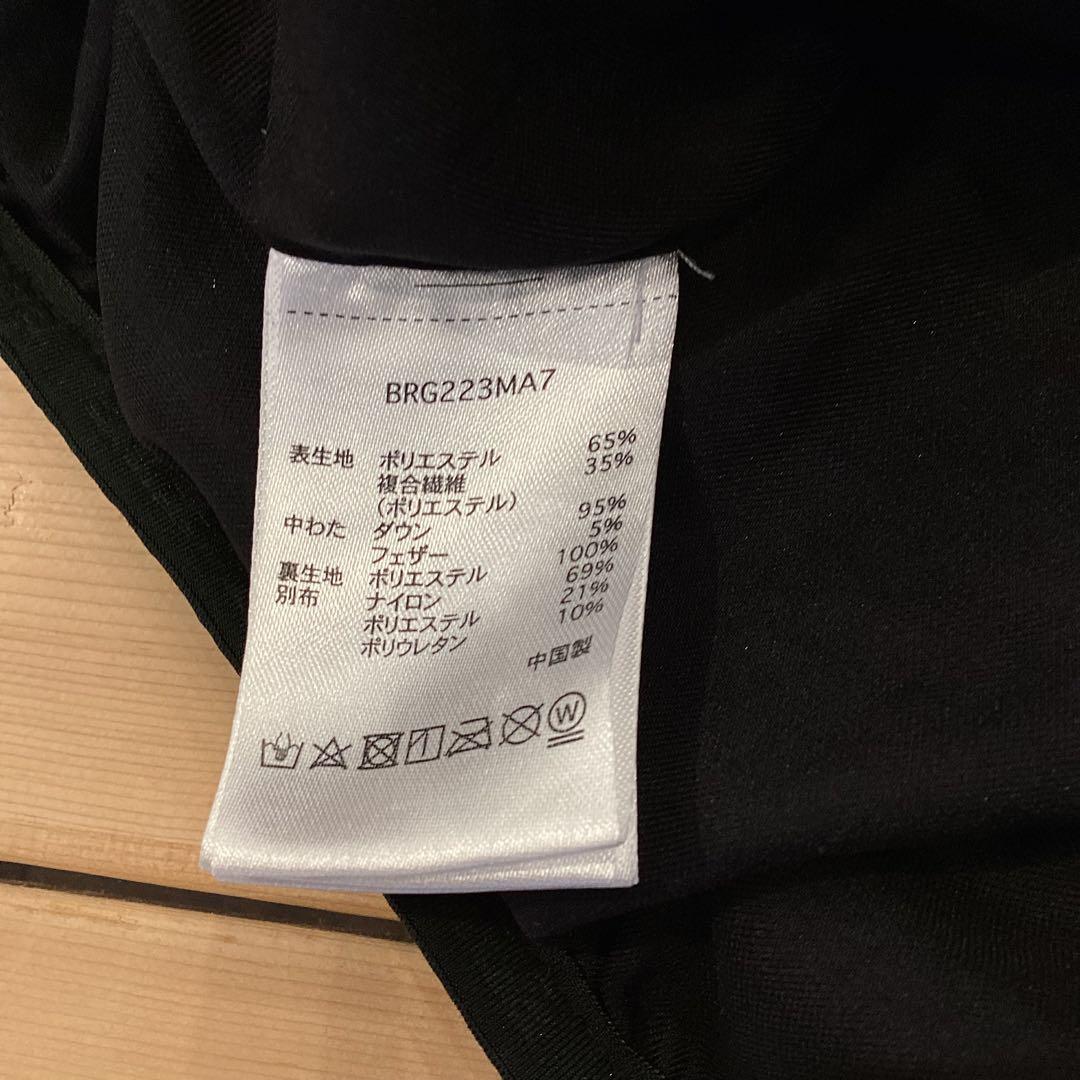 BRG223MA7
表生地 ポリエステル 65%
複合繊維 35%
(ポリエステル)
中わた ダウン 95%
フェザー 5%
裏生地 ポリエステル 100%
別布 ナイロン 69%
ポリエステル 21%
ポリウレタン 10%
中国製
W